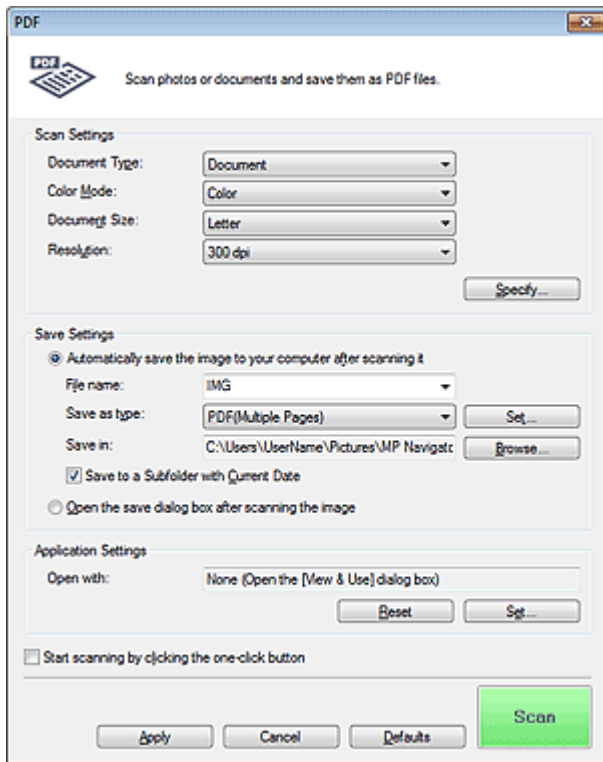 PDF
PDF
Scan photos or documents and save them as PDF files.
Scan Settings
Document Type: Document
Color Mode: Color
Document Size: Letter
Resolution: 300 dpi
Specify...
Save Settings
Automatically save the image to your computer after scanning it
File name: IMG
Save as type: PDF(Multiple Pages) Set...
Save in: C:\Users\UserName\Pictures\MP Navigatc Browse...
Save to a Subfolder with Current Date
Open the save dialog box after scanning the image
Application Settings
Open with: None (Open the [View & Use] dialog box)
Reset Set...
Start scanning by clicking the one-click button
Scan
Apply Cancel Defaults